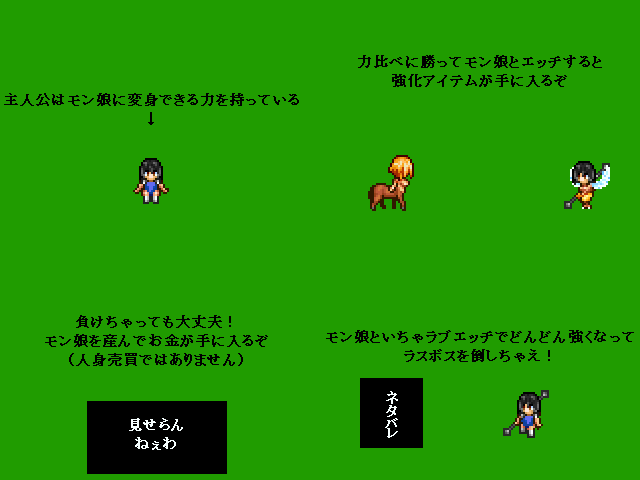 主人公はモン娘に変身できる力を持っている
↓
力比べに勝ってモン娘とエッチすると
強化アイテムが手に入るぞ
負けちゃっても大丈夫！
モン娘を産んでお金が手に入るぞ
（人身売買ではありません）
見せらん
ねぇわ
モン娘といちゃラブエッチでどんどん強くなって
ラスボスを倒しちゃえ！
ネタバレ